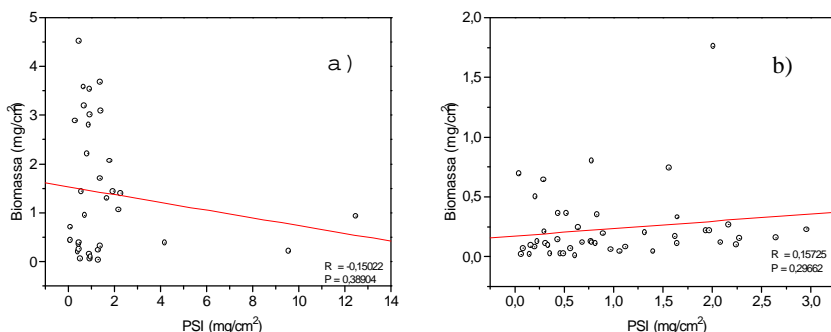 a)
Biomassa (mg/cm²)
5
4
3
2
1
0
0 2 4 6 8 10 12 14
PSI (mg/cm²)
R = -0,15022
P = 0,38904
b)
Biomassa (mg/cm²)
2,0
1,5
1,0
0,5
0,0
0,0 0,5 1,0 1,5 2,0 2,5 3,0
PSI (mg/cm²)
R = 0,15725
P = 0,29662